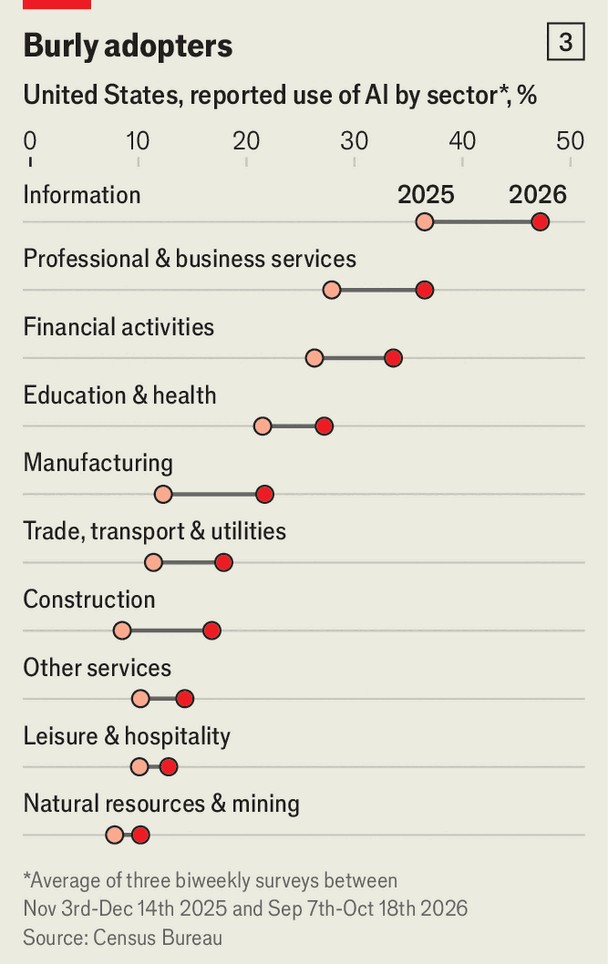 Burly adopters
3
United States, reported use of AI by sector*, %
0 10 20 30 40 50
Information 2025 2026
Professional & business services
Financial activities
Education & health
Manufacturing
Trade, transport & utilities
Construction
Other services
Leisure & hospitality
Natural resources & mining
*Average of three biweekly surveys between
Nov 3rd-Dec 14th 2025 and Sep 7th-Oct 18th 2026
Source: Census Bureau